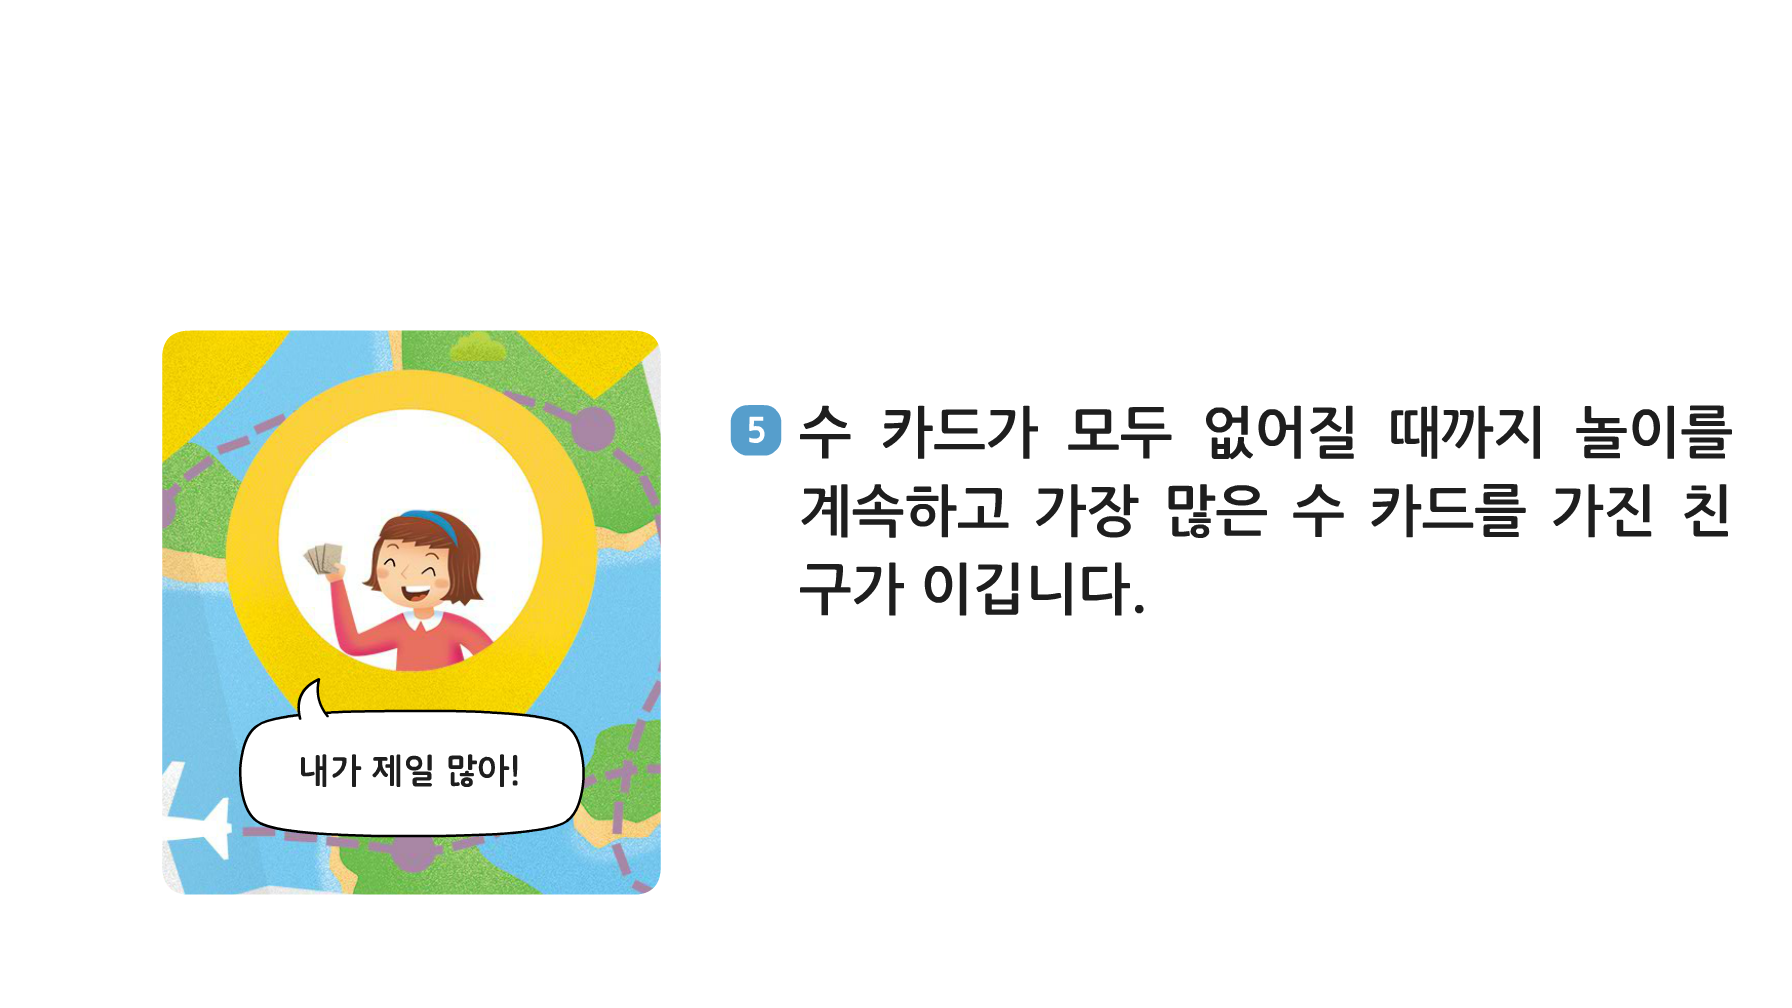 5 수 카드가 모두 없어질 때까지 놀이를
계속하고 가장 많은 수 카드를 가진 친
구가 이깁니다.
내가 제일 많아!